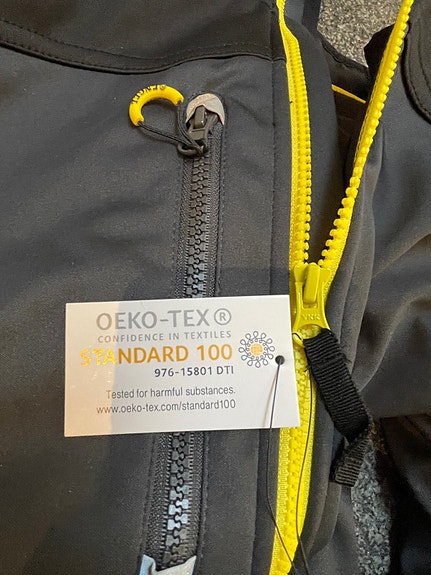 OEKO-TEX®
CONFIDENCE IN TEXTILES
STANDARD 100
976-15801 DTI
Tested for harmful substances.
www.oeko-tex.com/standard100
YKK